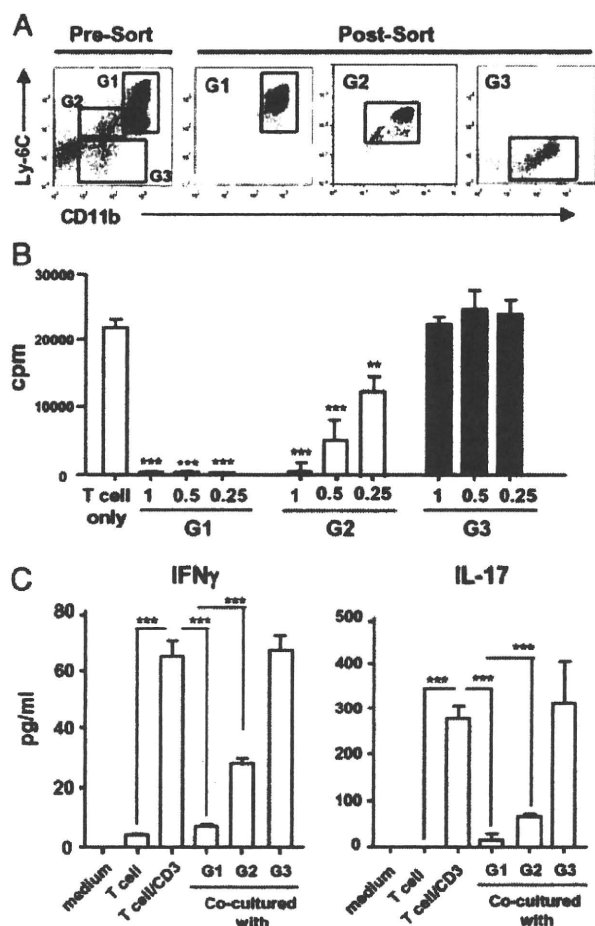 A
Pre-Sort Post-Sort
G1
G2
G3
G1
G2
G3
Ly-6C
CD11b
B
30000
20000
10000
0
cpm
*** *** ***
*** *** **
T cell only
1 0.5 0.25
G1
1 0.5 0.25
G2
1 0.5 0.25
G3
C
IFNγ
80
60
40
20
0
pg/ml
*** *** ***
medium
T cell
T cell/CD3
G1 G2 G3
Co-cultured
with
IL-17
500
400
300
200
100
0
*** *** ***
medium
T cell
T cell/CD3
G1 G2 G3
Co-cultured
with